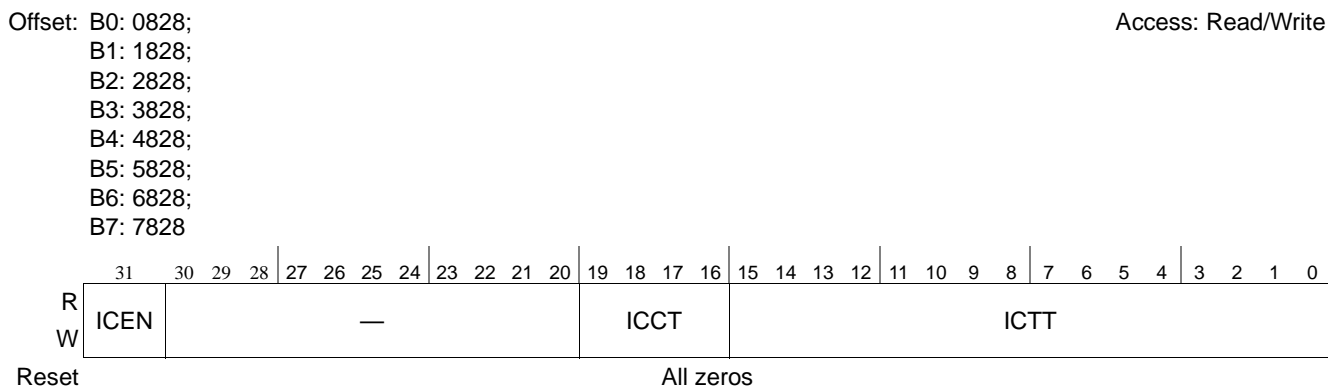 Offset: B0: 0828; Access: Read/Write
B1: 1828;
B2: 2828;
B3: 3828;
B4: 4828;
B5: 5828;
B6: 6828;
B7: 7828
31 30 29 28 27 26 25 24 23 22 21 20 19 18 17 16 15 14 13 12 11 10 9 8 7 6 5 4 3 2 1 0
R
ICEN — ICCT ICTT
W
Reset All zeros